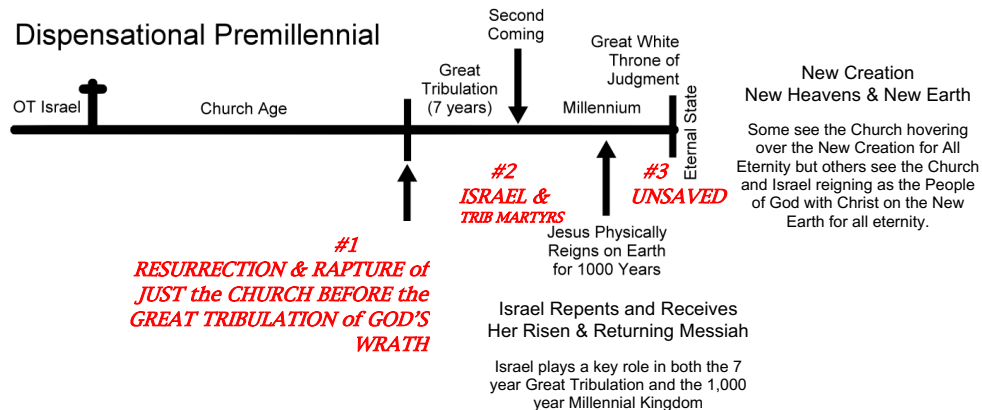 Dispensational Premillennial
OT Israel
Church Age
Great
Tribulation
(7 years)
Second
Coming
Millennium
Great White
Throne of
Judgment
Eternal State
New Creation
New Heavens & New Earth
Some see the Church hovering
over the New Creation for All
Eternity but others see the Church
and Israel reigning as the People
of God with Christ on the New
Earth for all eternity.
#1
RESURRECTION & RAPTURE of
JUST the CHURCH BEFORE the
GREAT TRIBULATION of GOD'S
WRATH
#2
ISRAEL &
TRIB MARTYRS
#3
UNSAVED
Jesus Physically
Reigns on Earth
for 1000 Years
Israel Repents and Receives
Her Risen & Returning Messiah
Israel plays a key role in both the 7
year Great Tribulation and the 1,000
year Millennial Kingdom